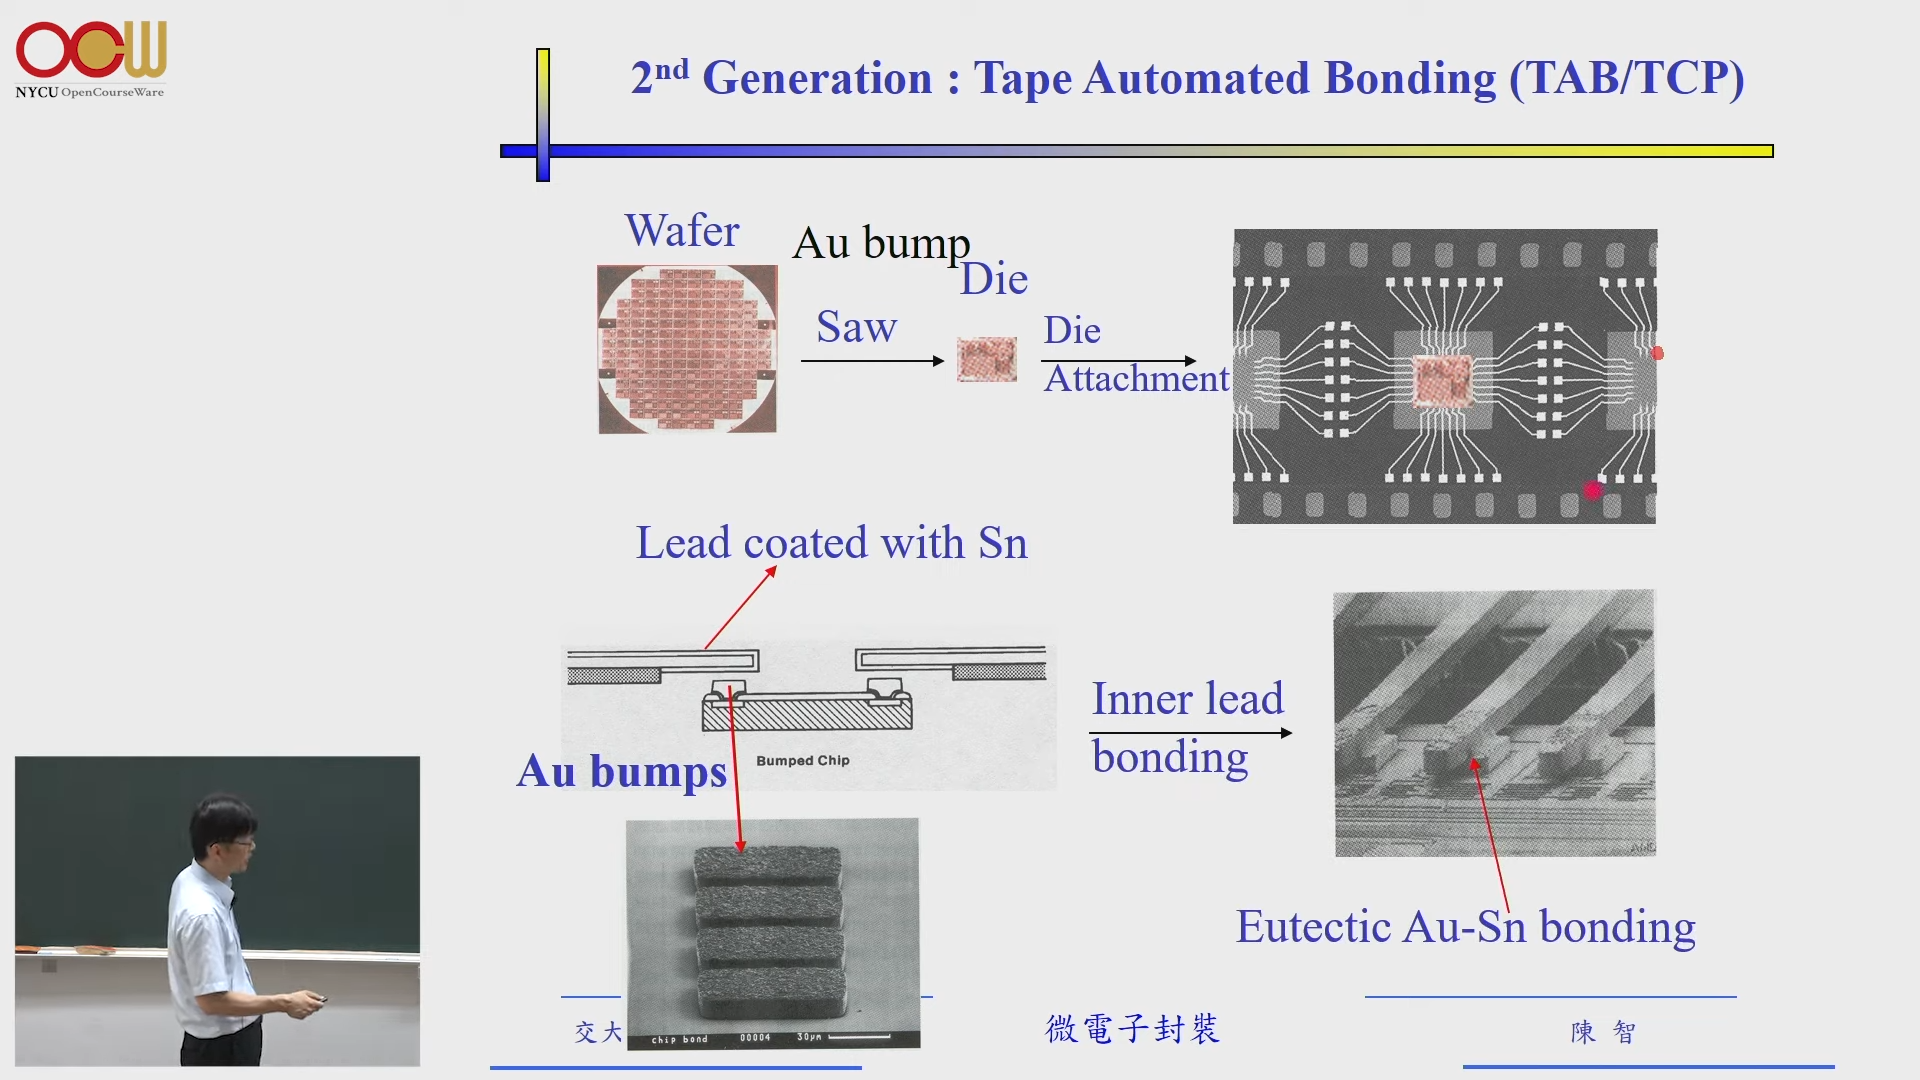 OCW
NYCU OpenCourseWare
2nd Generation : Tape Automated Bonding (TAB/TCP)
Wafer
Au bump
Die
Saw
Die
Attachment
Lead coated with Sn
Inner lead
bonding
Bumped Chip
Au bumps
Eutectic Au-Sn bonding
chip bond 00004 30µm
交大
微電子封裝
陳 智